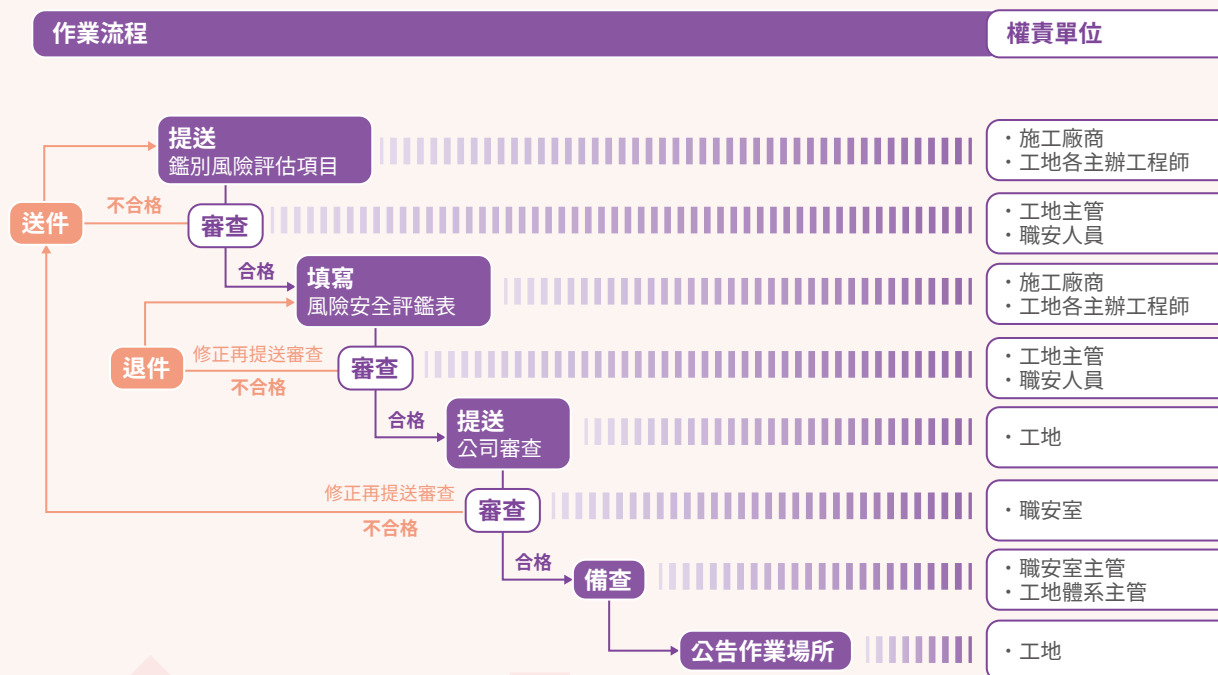 作業流程
權責單位
提送
鑑別風險評估項目
・施工廠商
・工地各主辦工程師
送件
不合格
審查
・工地主管
・職安人員
合格
填寫
風險安全評鑑表
・施工廠商
・工地各主辦工程師
退件
修正再提送審查
不合格
審查
・工地主管
・職安人員
合格
提送
公司審查
・工地
修正再提送審查
不合格
審查
・職安室
合格
備查
・職安室主管
・工地體系主管
公告作業場所
・工地